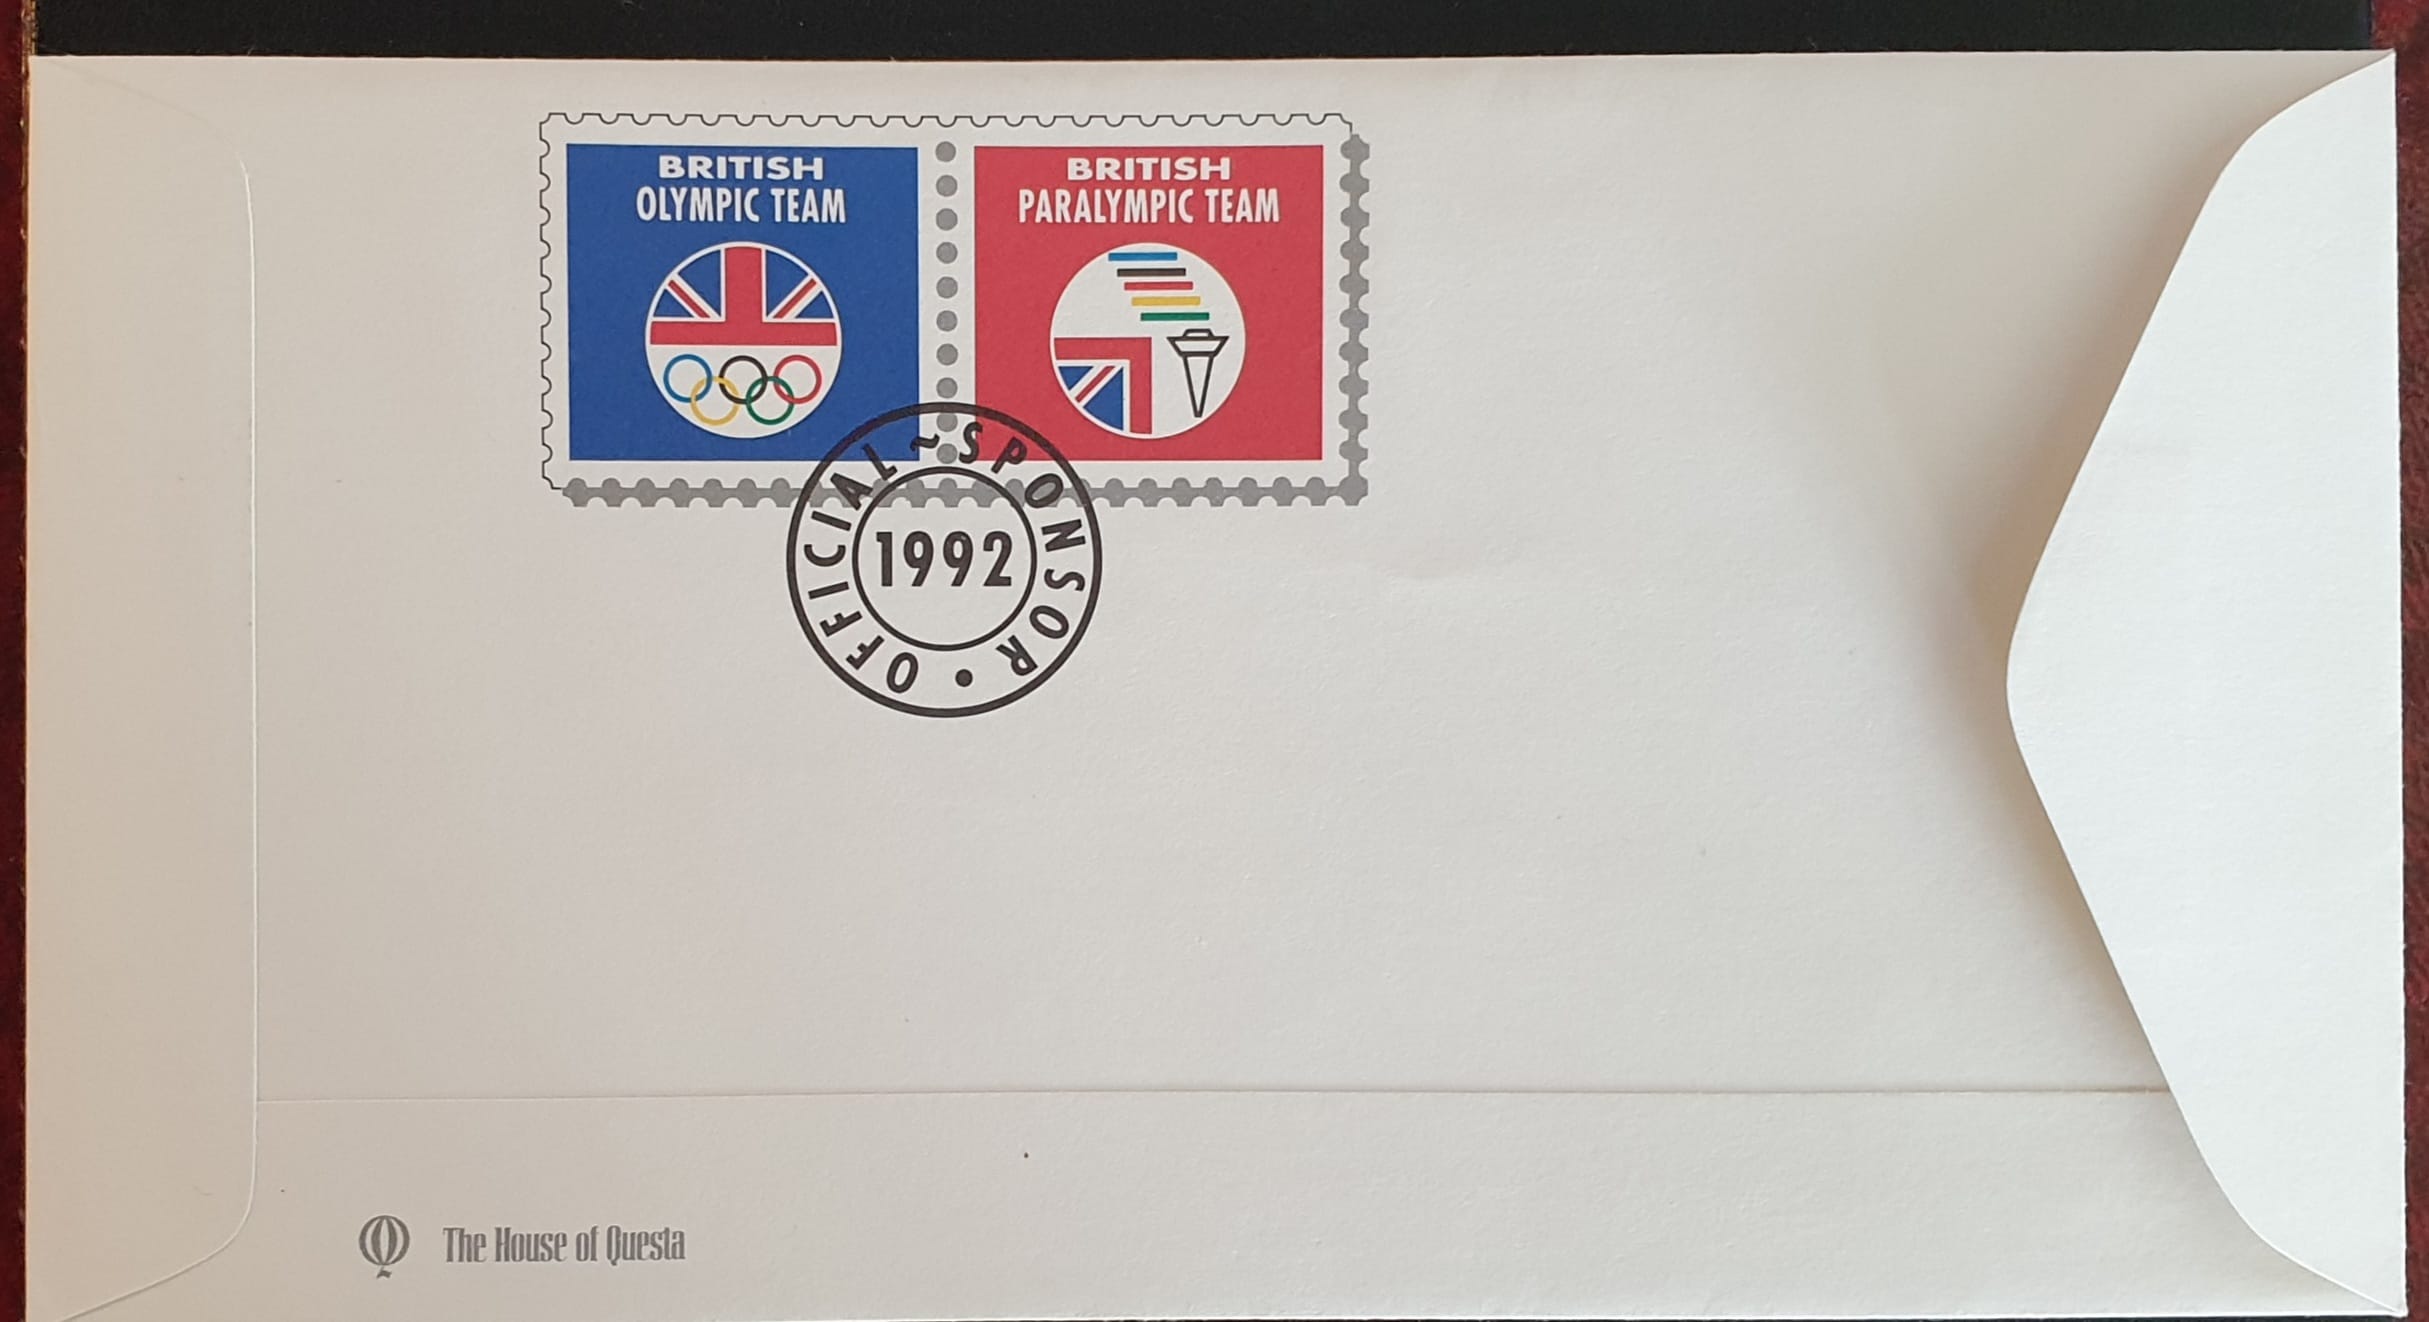 BRITISH
OLYMPIC TEAM
BRITISH
PARALYMPIC TEAM
OFFICIAL ~ SPONSOR •
1992
The House of Questa